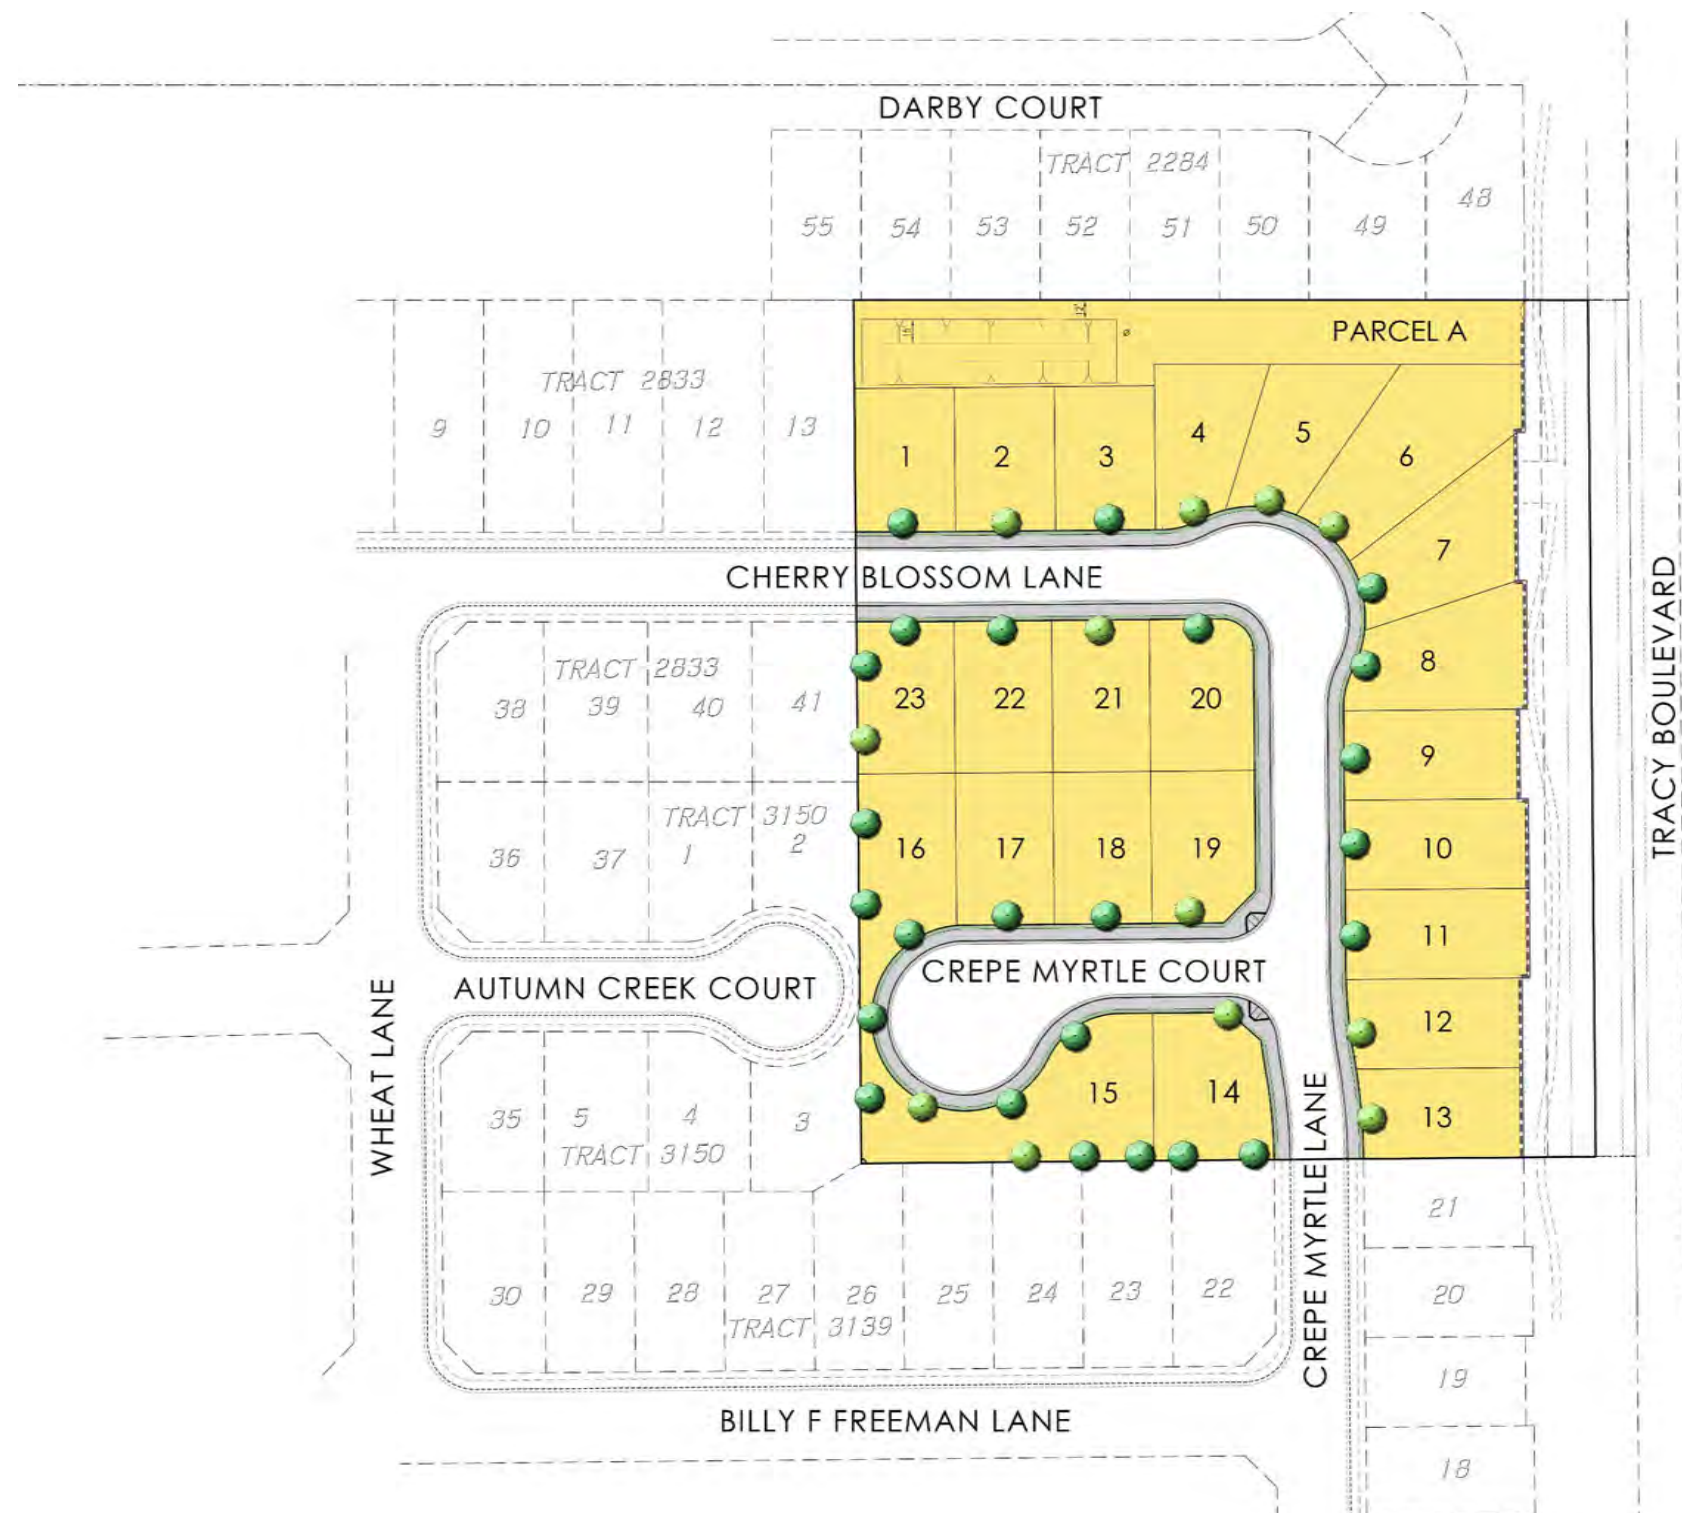 DARBY COURT
TRACT 2284
48
55 54 53 52 51 50 49
PARCEL A
16'
12'
TRACT 2833
9 10 11 12 13
1 2 3 4 5 6
7
CHERRY BLOSSOM LANE
TRACY BOULEVARD
TRACT 2833
38 39 40 41
23 22 21 20
8
9
TRACT 3150
36 37 1 2
16 17 18 19
10
11
CREPE MYRTLE COURT
AUTUMN CREEK COURT
WHEAT LANE
12
35 5 4 3
TRACT 3150
15 14
13
CREPE MYRTLE LANE
CREPE MYRTLE LANE
21
30 29 28 27 26 25 24 23 22
TRACT 3139
20
19
BILLY F FREEMAN LANE
18